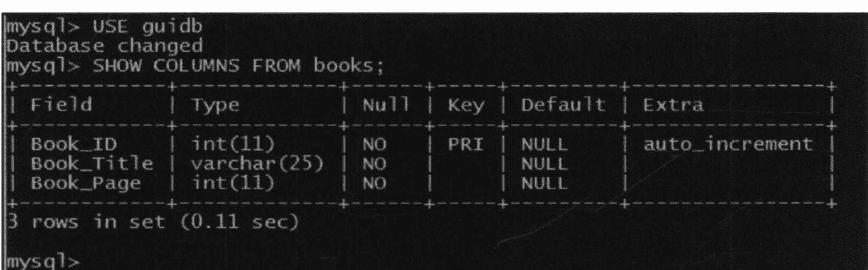 mysql> USE guidb
Database changed
mysql> SHOW COLUMNS FROM books;
+------------+-------------+------+-----+---------+----------------+
| Field      | Type        | Null | Key | Default | Extra          |
+------------+-------------+------+-----+---------+----------------+
| Book_ID    | int(11)     | NO   | PRI | NULL    | auto_increment |
| Book_Title | varchar(25) | NO   |     | NULL    |                |
| Book_Page  | int(11)     | NO   |     | NULL    |                |
+------------+-------------+------+-----+---------+----------------+
3 rows in set (0.11 sec)
mysql>